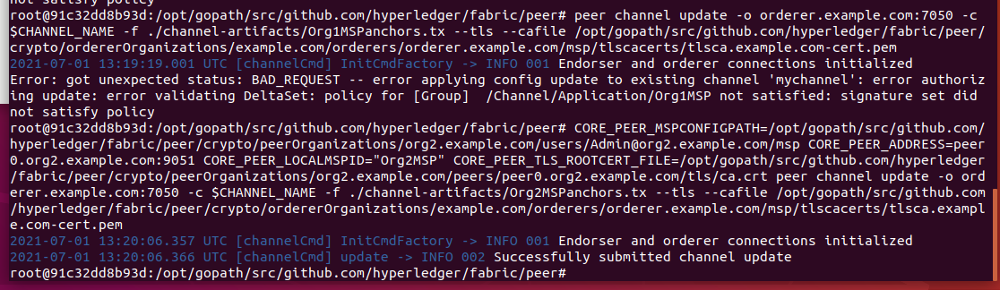 not satisfy policy
root@91c32dd8b93d:/opt/gopath/src/github.com/hyperledger/fabric/peer# peer channel update -o orderer.example.com:7050 -c
$CHANNEL_NAME -f ./channel-artifacts/Org1MSPanchors.tx --tls --cafile /opt/gopath/src/github.com/hyperledger/fabric/peer/
crypto/ordererOrganizations/example.com/orderers/orderer.example.com/msp/tlscacerts/tlsca.example.com-cert.pem
2021-07-01 13:19:19.001 UTC [channelCmd] InitCmdFactory -> INFO 001 Endorser and orderer connections initialized
Error: got unexpected status: BAD_REQUEST -- error applying config update to existing channel 'mychannel': error authoriz
ing update: error validating DeltaSet: policy for [Group]  /Channel/Application/Org1MSP not satisfied: signature set did
not satisfy policy
root@91c32dd8b93d:/opt/gopath/src/github.com/hyperledger/fabric/peer# CORE_PEER_MSPCONFIGPATH=/opt/gopath/src/github.com/
hyperledger/fabric/peer/crypto/peerOrganizations/org2.example.com/users/Admin@org2.example.com/msp CORE_PEER_ADDRESS=peer
0.org2.example.com:9051 CORE_PEER_LOCALMSPID="Org2MSP" CORE_PEER_TLS_ROOTCERT_FILE=/opt/gopath/src/github.com/hyperledger
/fabric/peer/crypto/peerOrganizations/org2.example.com/peers/peer0.org2.example.com/tls/ca.crt peer channel update -o ord
erer.example.com:7050 -c $CHANNEL_NAME -f ./channel-artifacts/Org2MSPanchors.tx --tls --cafile /opt/gopath/src/github.com
/hyperledger/fabric/peer/crypto/ordererOrganizations/example.com/orderers/orderer.example.com/msp/tlscacerts/tlsca.exampl
e.com-cert.pem
2021-07-01 13:20:06.357 UTC [channelCmd] InitCmdFactory -> INFO 001 Endorser and orderer connections initialized
2021-07-01 13:20:06.366 UTC [channelCmd] update -> INFO 002 Successfully submitted channel update
root@91c32dd8b93d:/opt/gopath/src/github.com/hyperledger/fabric/peer#